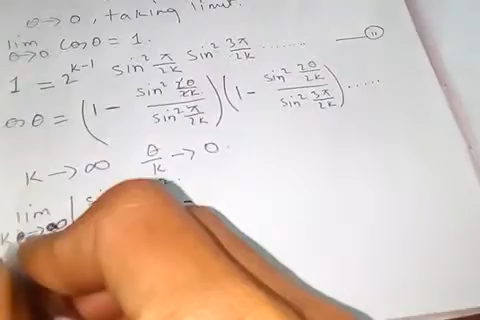 θ → 0, taking limit.
lim θ→0 cos θ = 1.
1 = 2^{k-1} sin² π/2k sin² 3π/2k ........ — (11)
cos θ = (1 − sin² 2θ/2k / sin² π/2k) (1 − sin² 2θ/2k / sin² 3π/2k) .....
k → ∞ θ/k → 0.
lim